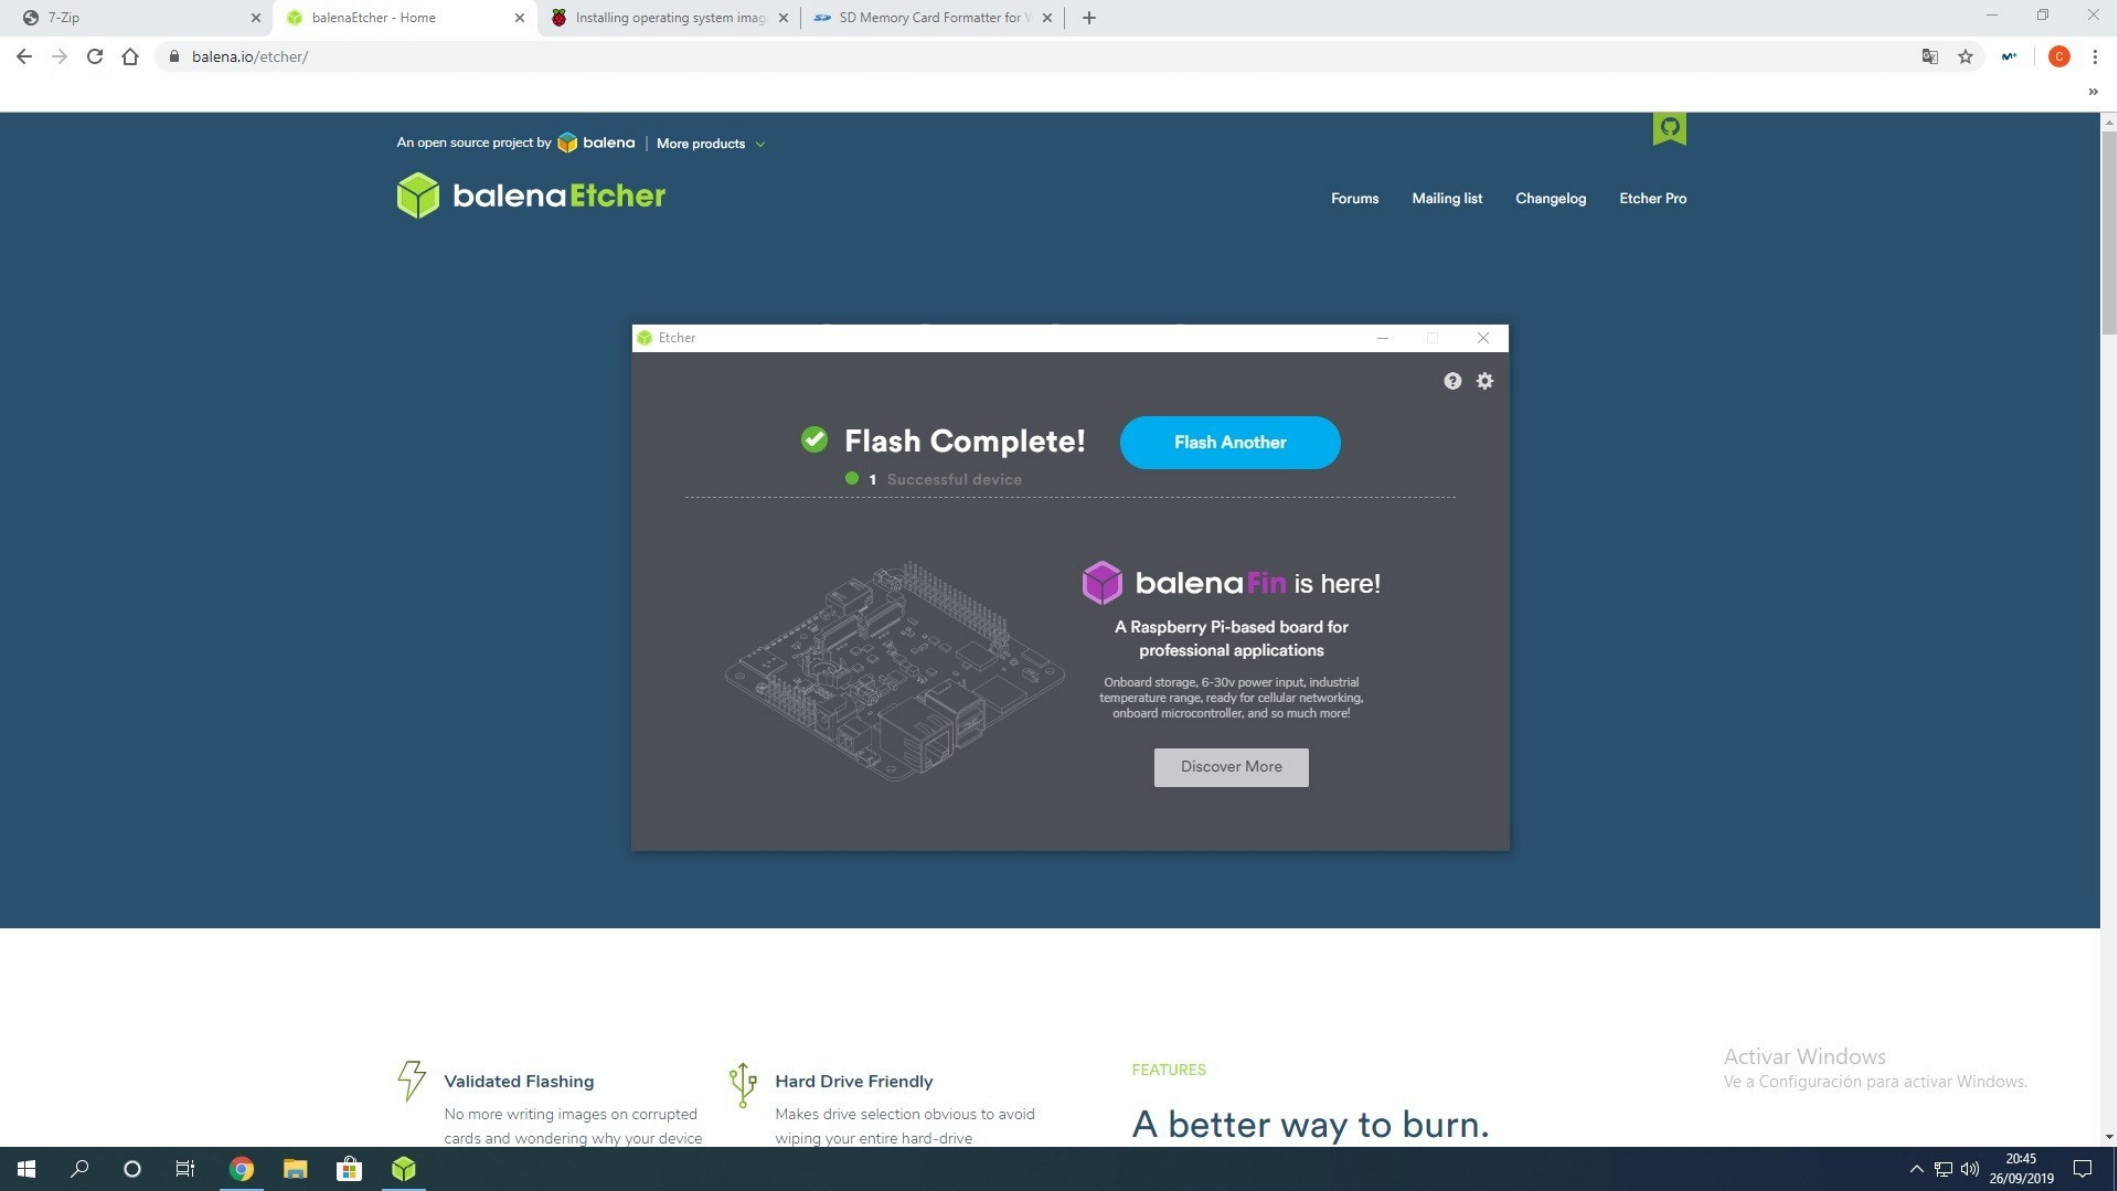 7-Zip
balenaEtcher - Home
Installing operating system imag
SD Memory Card Formatter for W
balena.io/etcher/
C
An open source project by balena | More products
balenaEtcher
Forums
Mailing list
Changelog
Etcher Pro
Etcher
Flash Complete!
Flash Another
1 Successful device
balenaFin is here!
A Raspberry Pi-based board for
professional applications
Onboard storage, 6-30v power input, industrial
temperature range, ready for cellular networking,
onboard microcontroller, and so much more!
Discover More
Validated Flashing
No more writing images on corrupted
cards and wondering why your device
Hard Drive Friendly
Makes drive selection obvious to avoid
wiping your entire hard-drive
FEATURES
A better way to burn.
Activar Windows
Ve a Configuración para activar Windows.
20:45
26/09/2019